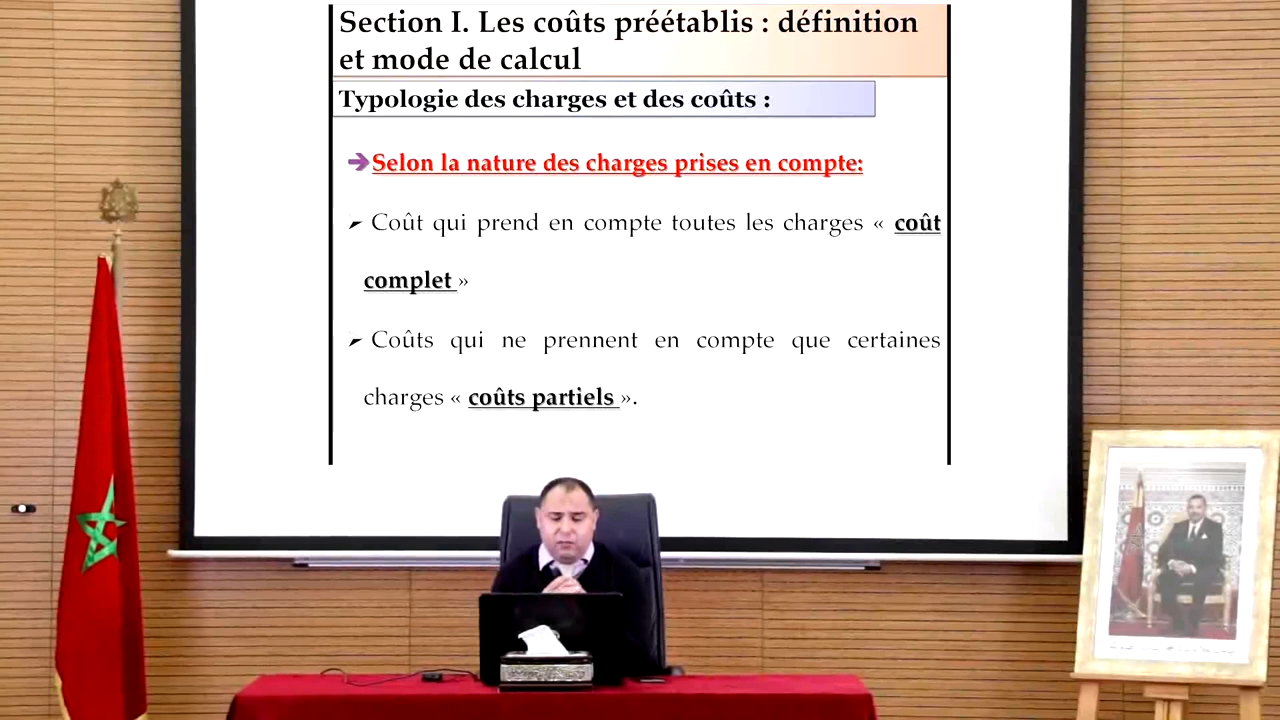 Section I. Les coûts préétablis : définition
et mode de calcul
Typologie des charges et des coûts :
Selon la nature des charges prises en compte:
Coût qui prend en compte toutes les charges « coût
complet »
Coûts qui ne prennent en compte que certaines
charges « coûts partiels ».